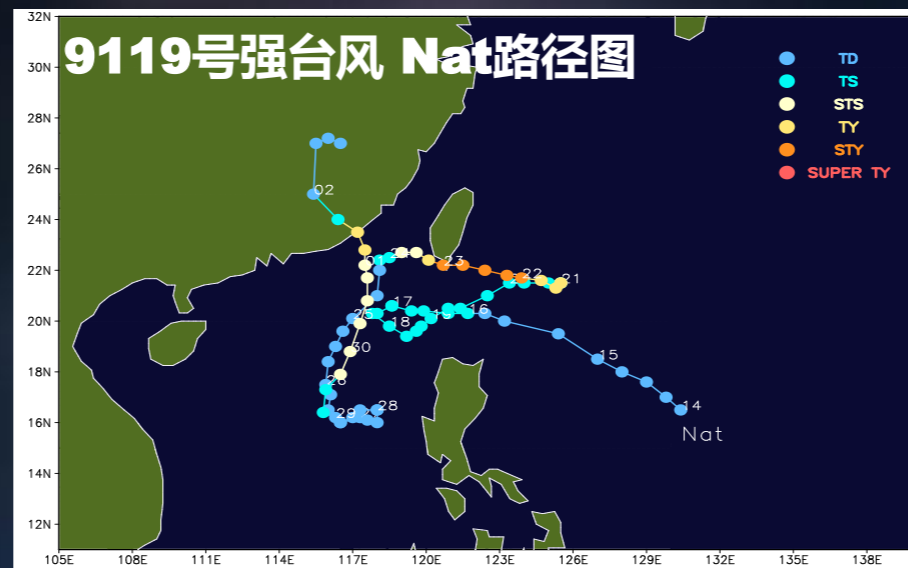 9119号强台风 Nat路径图
TD
TS
STS
TY
STY
SUPER TY
32N
30N
28N
26N
24N
22N
20N
18N
16N
14N
12N
105E
108E
111E
114E
117E
120E
123E
126E
129E
132E
135E
138E
02
01
23
22
21
25
17
18
16
15
30
28
29
28
14
Nat